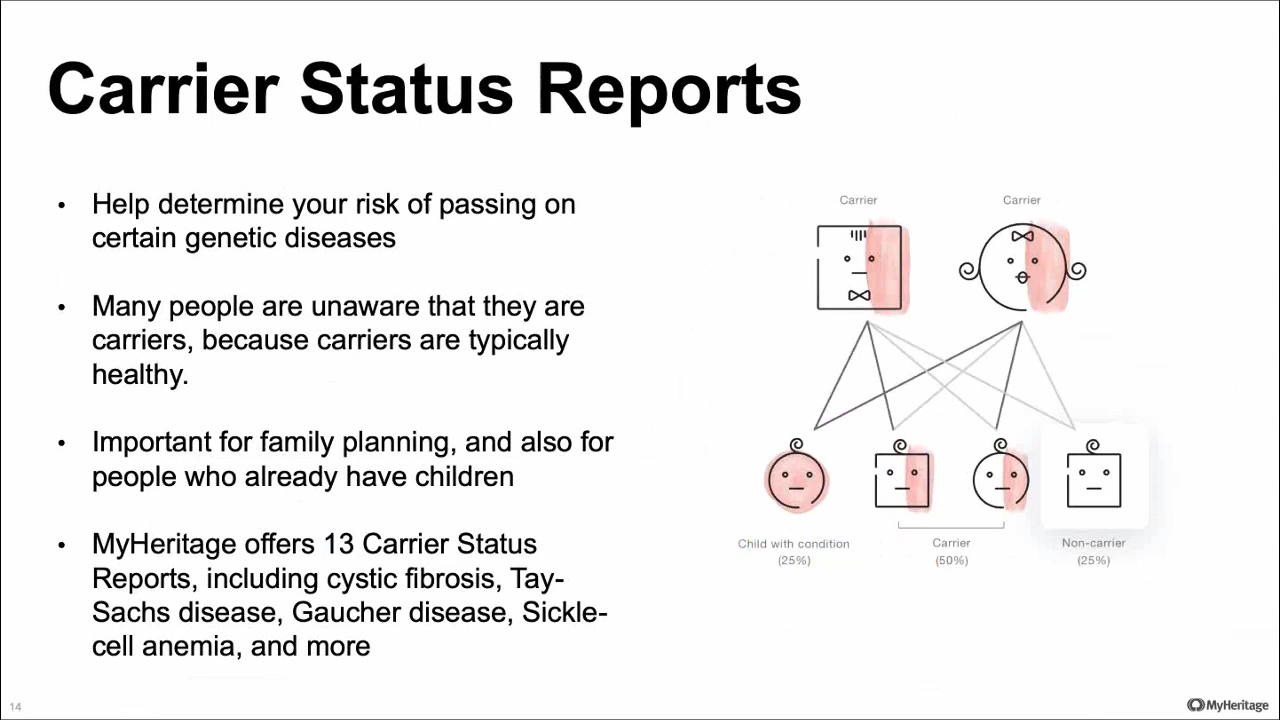 Carrier Status Reports
• Help determine your risk of passing on
certain genetic diseases
• Many people are unaware that they are
carriers, because carriers are typically
healthy.
• Important for family planning, and also for
people who already have children
• MyHeritage offers 13 Carrier Status
Reports, including cystic fibrosis, Tay-
Sachs disease, Gaucher disease, Sickle-
cell anemia, and more
Carrier
Carrier
Child with condition
(25%)
Carrier
(50%)
Non-carrier
(25%)
14
MyHeritage